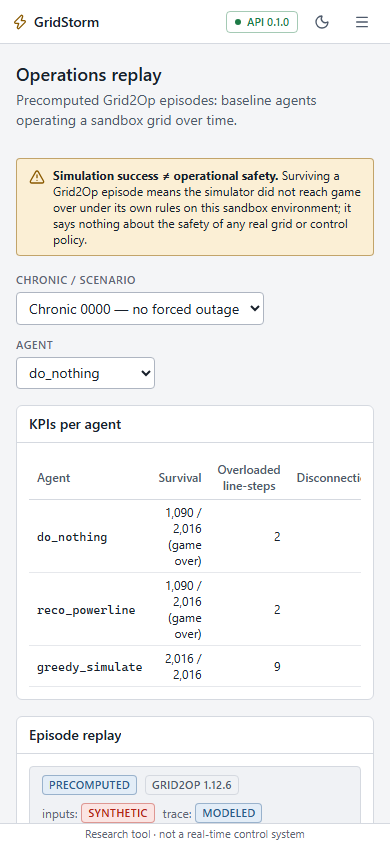 GridStorm
API 0.1.0
Operations replay
Precomputed Grid2Op episodes: baseline agents
operating a sandbox grid over time.
Simulation success ≠ operational safety. Surviving a
Grid2Op episode means the simulator did not reach game
over under its own rules on this sandbox environment; it
says nothing about the safety of any real grid or control
policy.
CHRONIC / SCENARIO
Chronic 0000 — no forced outage
AGENT
do_nothing
KPIs per agent
Agent Survival Overloaded line-steps Disconnecti
do_nothing 1,090 / 2,016 (game over) 2
reco_powerline 1,090 / 2,016 (game over) 2
greedy_simulate 2,016 / 2,016 9
Episode replay
PRECOMPUTED GRID2OP 1.12.6
inputs: SYNTHETIC trace: MODELED
Research tool · not a real-time control system